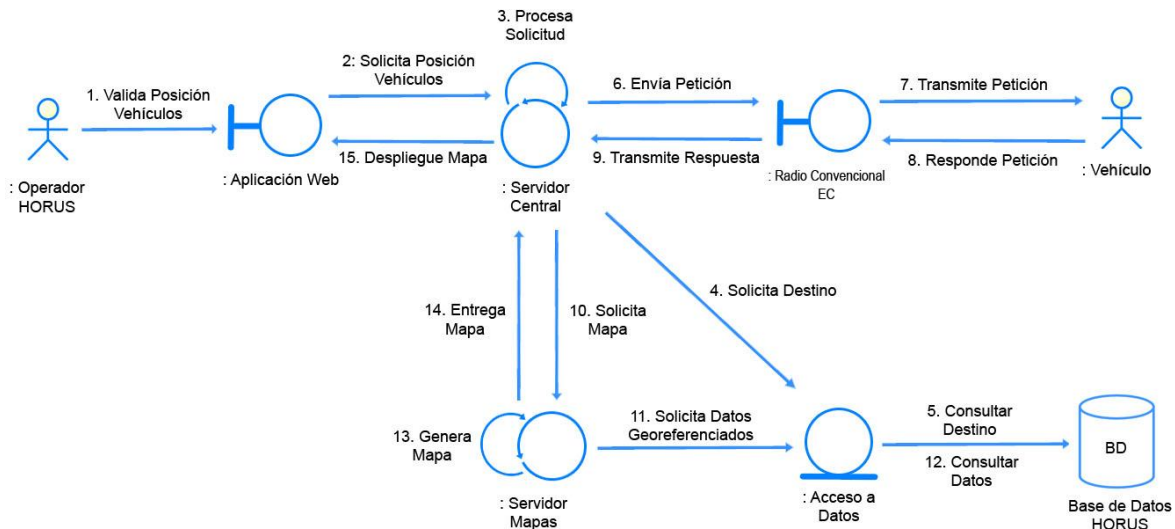 3. Procesa
Solicitud
2: Solicita Posición
Vehículos
6. Envía Petición
7. Transmite Petición
1. Valida Posición
Vehículos
15. Despliegue Mapa
9. Transmite Respuesta
8. Responde Petición
: Operador
HORUS
: Aplicación Web
: Servidor
Central
: Radio Convencional
EC
: Vehículo
4. Solicita Destino
14. Entrega
Mapa
10. Solicita
Mapa
13. Genera
Mapa
11. Solicita Datos
Georeferenciados
5. Consultar
Destino
12. Consultar
Datos
BD
: Servidor
Mapas
: Acceso a
Datos
Base de Datos
HORUS